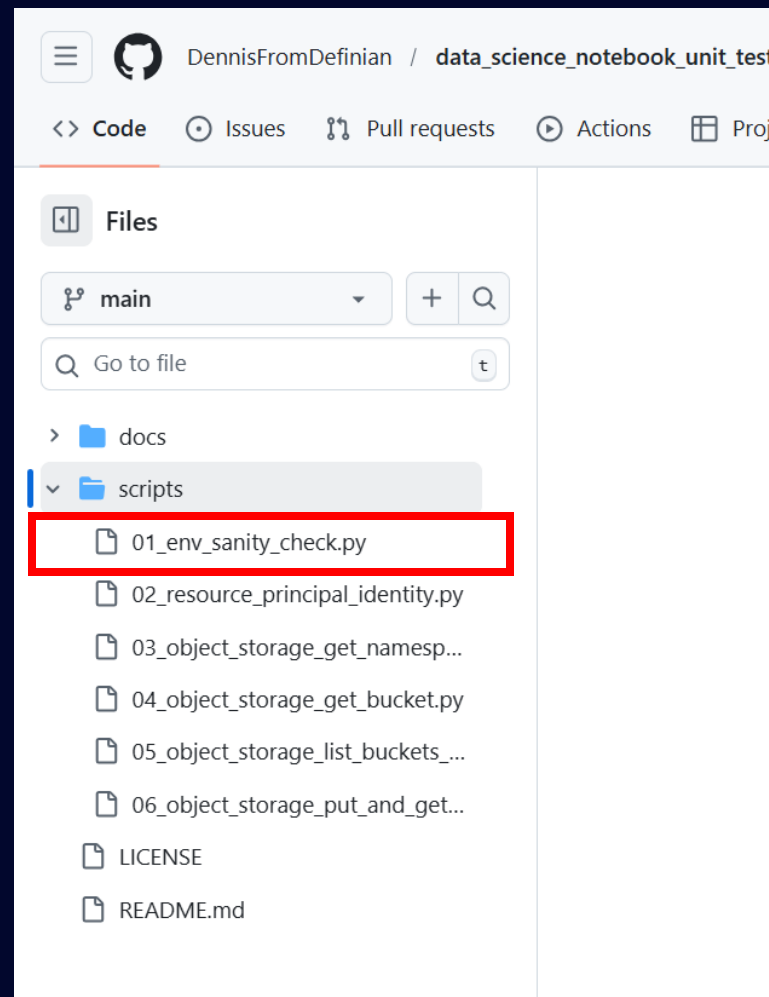 DennisFromDefinian / data_science_notebook_unit_test
Code Issues Pull requests Actions Proj
Files
main
Go to file t
docs
scripts
01_env_sanity_check.py
02_resource_principal_identity.py
03_object_storage_get_namesp...
04_object_storage_get_bucket.py
05_object_storage_list_buckets_...
06_object_storage_put_and_get...
LICENSE
README.md